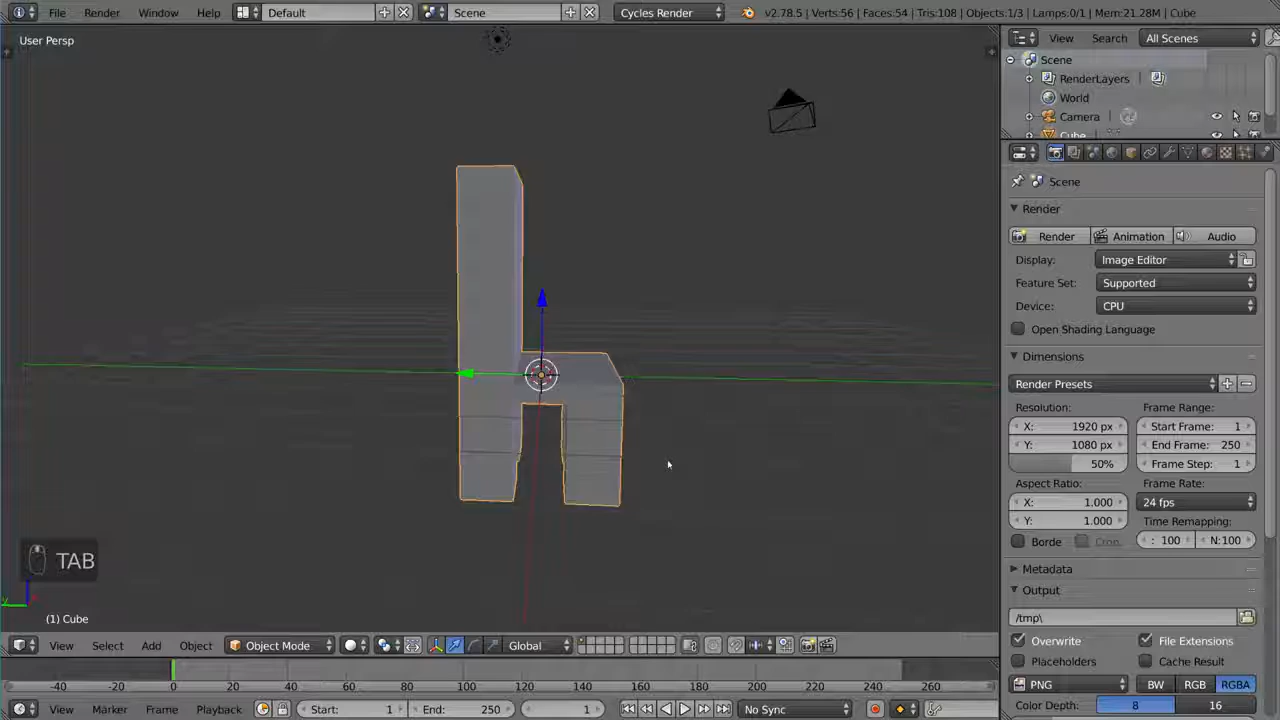 File Render Window Help Default Scene Cycles Render v2.78.5 | Verts:56 | Faces:54 | Tris:108 | Objects:1/3 | Lamps:0/1 | Mem:21.28M | Cube
User Persp
View Search All Scenes
Scene
RenderLayers
World
Camera
Cube
Scene
Render
Render Animation Audio
Display: Image Editor
Feature Set: Supported
Device: CPU
Open Shading Language
Dimensions
Render Presets
Resolution: Frame Range:
X: 1920 px Start Frame: 1
Y: 1080 px End Frame: 250
50% Frame Step: 1
Aspect Ratio: Frame Rate:
X: 1.000 24 fps
Y: 1.000 Time Remapping:
Borde Crop : 100 N:100
Metadata
Output
/tmp\
Overwrite File Extensions
Placeholders Cache Result
PNG BW RGB RGBA
Color Depth: 8 16
TAB
(1) Cube
View Select Add Object Object Mode Global
-40 -20 0 20 40 60 80 100 120 140 160 180 200 220 240 260
View Marker Frame Playback Start: 1 End: 250 1 No Sync